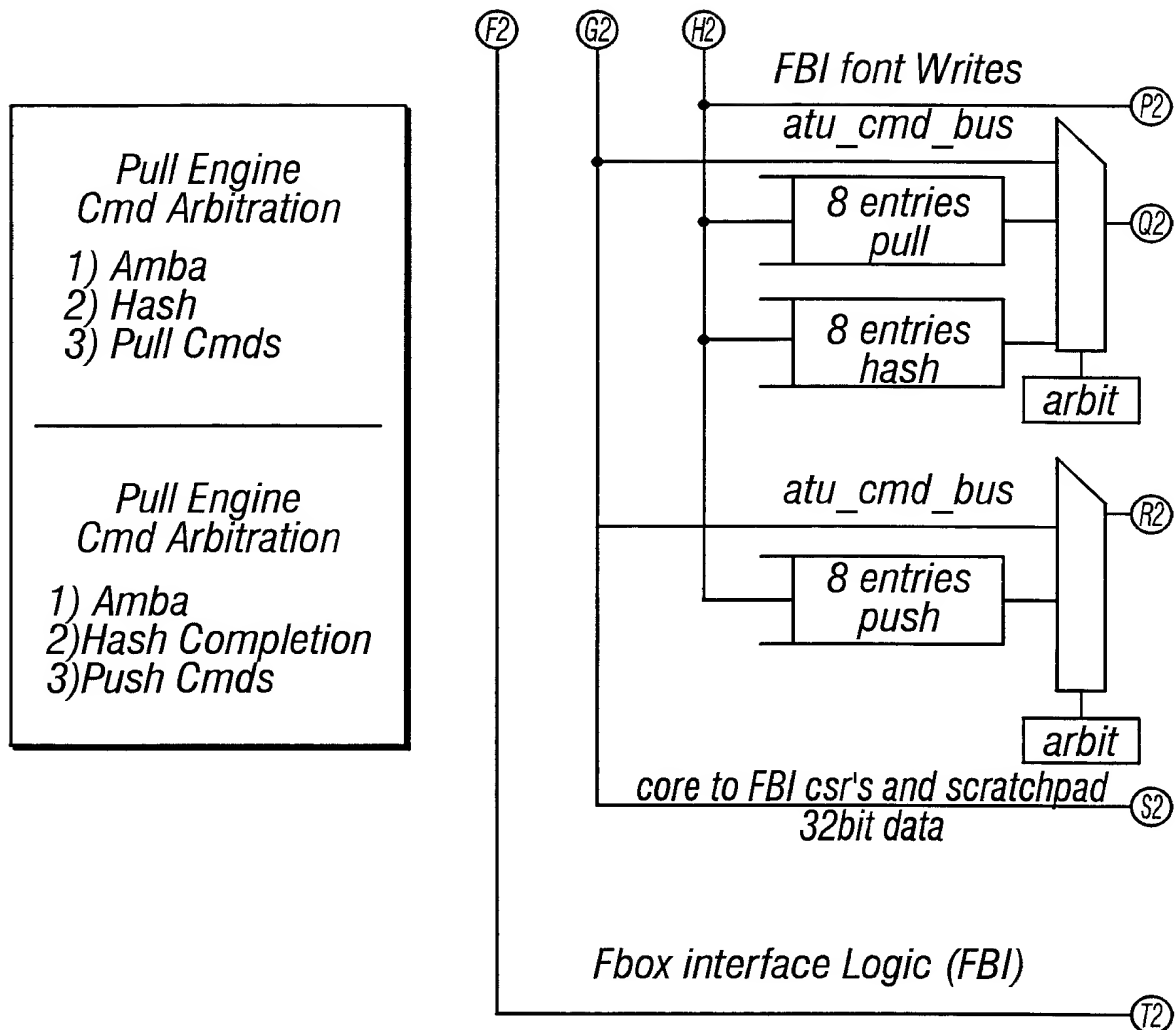 F2
G2
H2
FBI font Writes
P2
atu_cmd_bus
Pull Engine
Cmd Arbitration
1) Amba
2) Hash
3) Pull Cmds
8 entries
pull
Q2
8 entries
hash
arbit
Pull Engine
Cmd Arbitration
1) Amba
2)Hash Completion
3)Push Cmds
atu_cmd_bus
R2
8 entries
push
arbit
core to FBI csr's and scratchpad
32bit data
S2
Fbox interface Logic (FBI)
T2